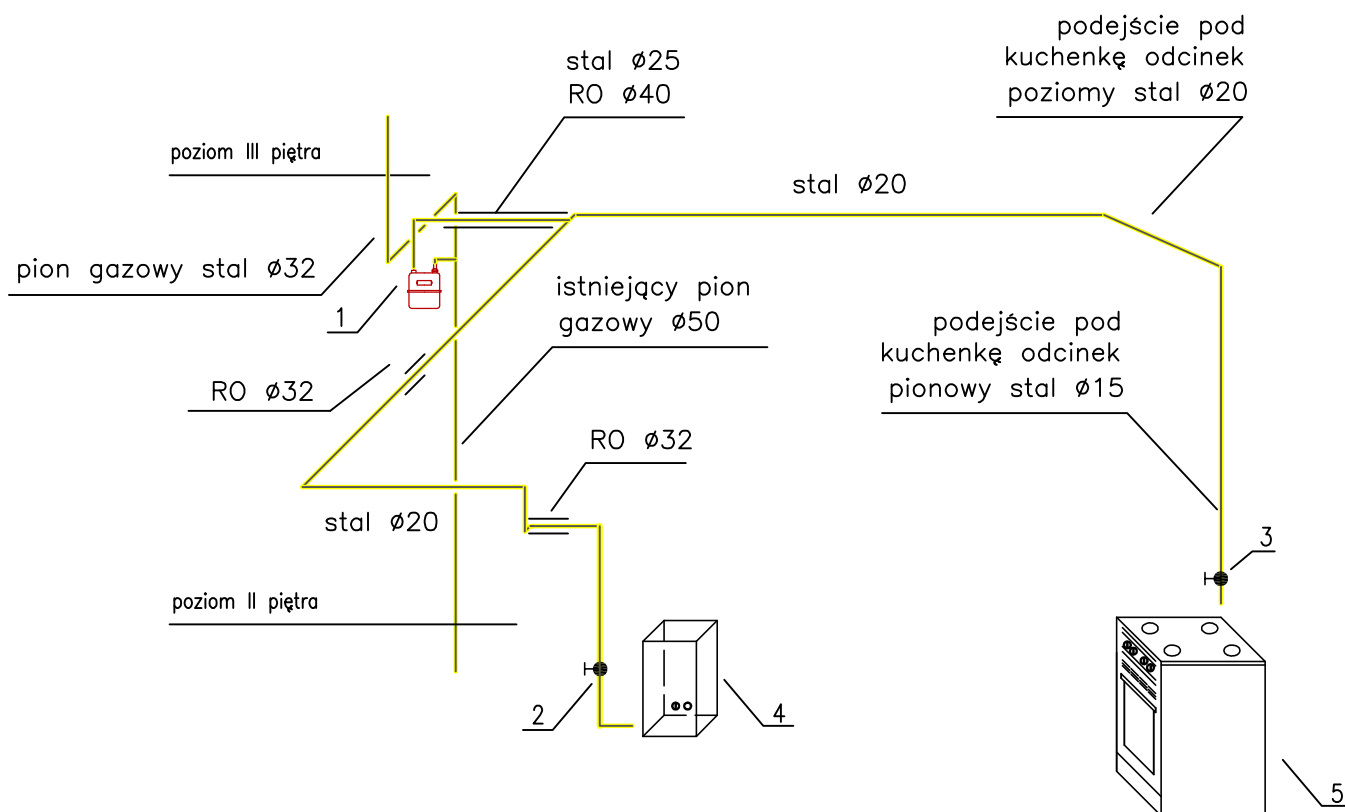 podejście pod
kuchenkę odcinek
poziomy stal ø20
stal ø25
RO ø40
poziom III piętra
stal ø20
pion gazowy stal ø32
1
istniejący pion
gazowy ø50
podejście pod
kuchenkę odcinek
pionowy stal ø15
RO ø32
RO ø32
stal ø20
3
poziom II piętra
2
4
5